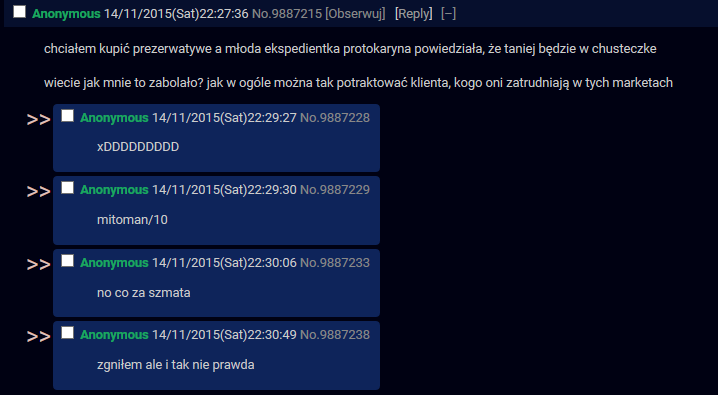 Anonymous 14/11/2015(Sat)22:27:36 No.9887215 [Obserwuj] [Reply] [–]
chciałem kupić prezerwatywe a młoda ekspedientka protokaryna powiedziała, że taniej będzie w chusteczke
wiecie jak mnie to zabolało? jak w ogóle można tak potraktować klienta, kogo oni zatrudniają w tych marketach
>> Anonymous 14/11/2015(Sat)22:29:27 No.9887228
xDDDDDDDDD
>> Anonymous 14/11/2015(Sat)22:29:30 No.9887229
mitoman/10
>> Anonymous 14/11/2015(Sat)22:30:06 No.9887233
no co za szmata
>> Anonymous 14/11/2015(Sat)22:30:49 No.9887238
zgniłem ale i tak nie prawda